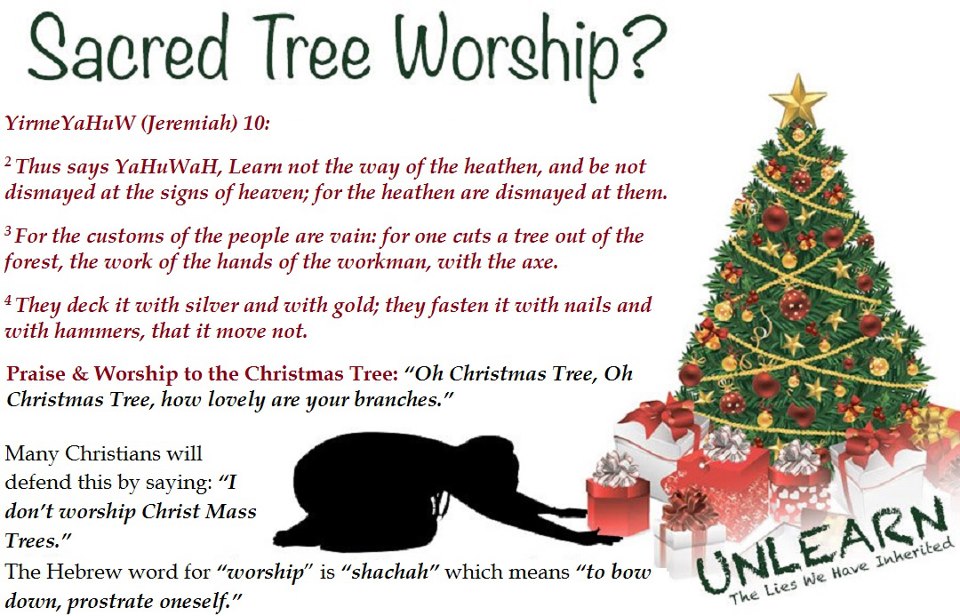 Sacred Tree Worship?
YirmeYaHuW (Jeremiah) 10:
2 Thus says YaHuWaH, Learn not the way of the heathen, and be not
dismayed at the signs of heaven; for the heathen are dismayed at them.
3 For the customs of the people are vain: for one cuts a tree out of the
forest, the work of the hands of the workman, with the axe.
4 They deck it with silver and with gold; they fasten it with nails and
with hammers, that it move not.
Praise & Worship to the Christmas Tree: “Oh Christmas Tree, Oh
Christmas Tree, how lovely are your branches.”
Many Christians will
defend this by saying: “I
don’t worship Christ Mass
Trees.”
The Hebrew word for “worship” is “shachah” which means “to bow
down, prostrate oneself.”
UNLEARN
The Lies We Have Inherited